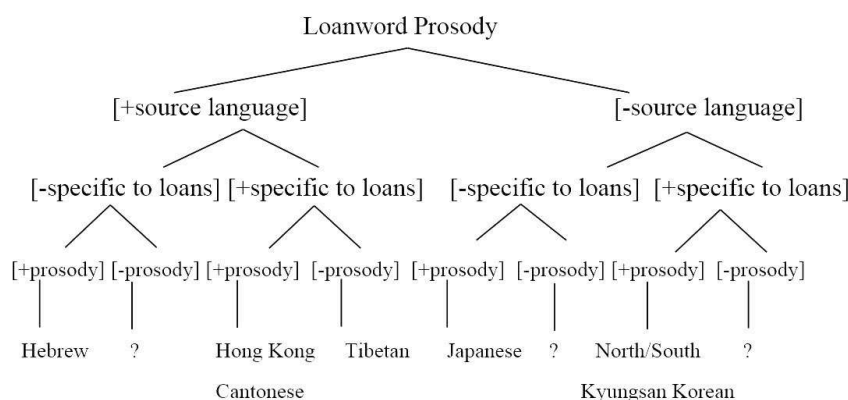 Loanword Prosody
[+source language] [-source language]
[-specific to loans] [+specific to loans] [-specific to loans] [+specific to loans]
[+prosody] [-prosody] [+prosody] [-prosody] [+prosody] [-prosody] [+prosody] [-prosody]
Hebrew ? Hong Kong Tibetan Japanese ? North/South ?
Cantonese Kyungsan Korean